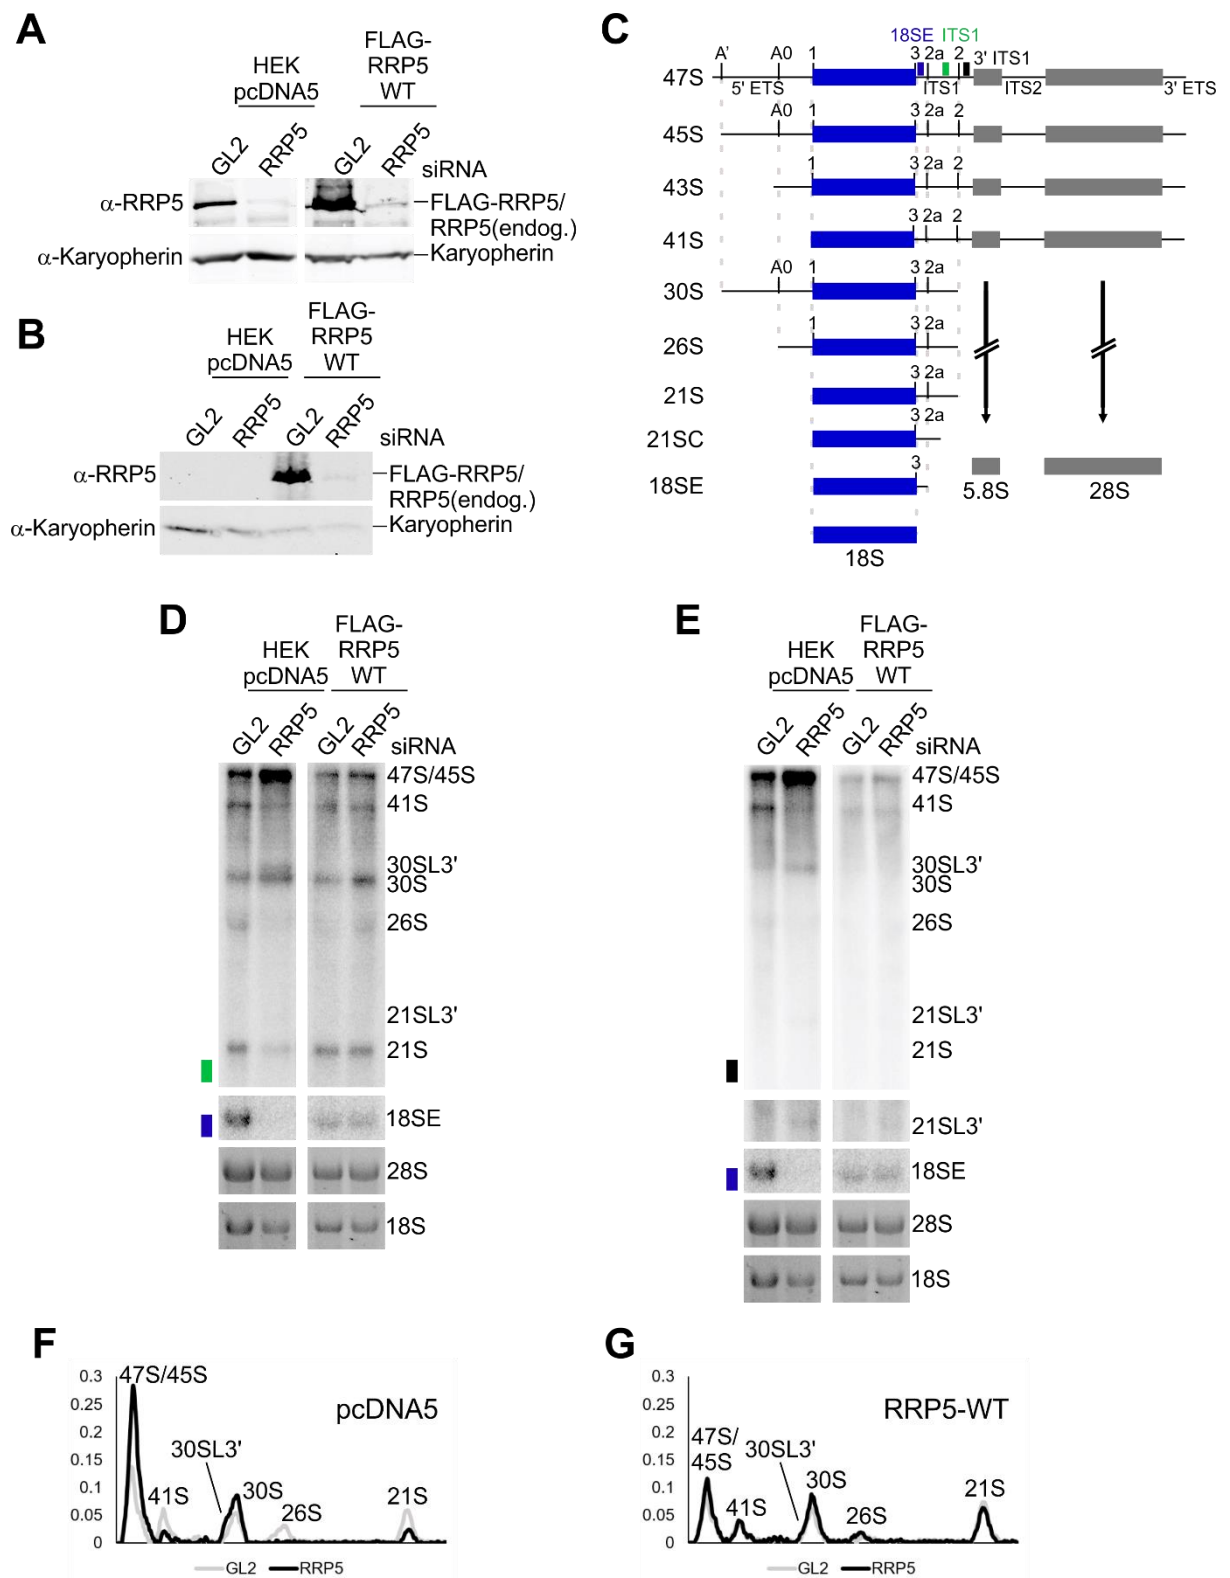 A
HEK
pcDNA5
FLAG-
RRP5
WT
GL2
RRP5
GL2
RRP5
siRNA
α-RRP5
FLAG-RRP5/
RRP5(endog.)
α-Karyopherin
Karyopherin
B
HEK
pcDNA5
FLAG-
RRP5
WT
GL2
RRP5
GL2
RRP5
siRNA
α-RRP5
FLAG-RRP5/
RRP5(endog.)
α-Karyopherin
Karyopherin
C
18SE ITS1
A' A0 1 3 2a 2 3' ITS1
47S
5' ETS ITS1 ITS2 3' ETS
A0 1 3 2a 2
45S
1 3 2a 2
43S
3 2a 2
41S
A0 1 3 2a
30S
1 3 2a
26S
3 2a
21S
3 2a
21SC
3
18SE
5.8S 28S
18S
D
HEK
pcDNA5
FLAG-
RRP5
WT
GL2
RRP5
GL2
RRP5
siRNA
47S/45S
41S
30SL3'
30S
26S
21SL3'
21S
18SE
28S
18S
E
HEK
pcDNA5
FLAG-
RRP5
WT
GL2
RRP5
GL2
RRP5
siRNA
47S/45S
41S
30SL3'
30S
26S
21SL3'
21S
21SL3'
18SE
28S
18S
F
0.3
0.25
0.2
0.15
0.1
0.05
0
47S/45S
pcDNA5
30SL3'
41S
30S
26S
21S
GL2 RRP5
G
0.3
0.25
0.2
0.15
0.1
0.05
0
RRP5-WT
47S/
45S
30SL3'
41S
30S
26S
21S
GL2 RRP5